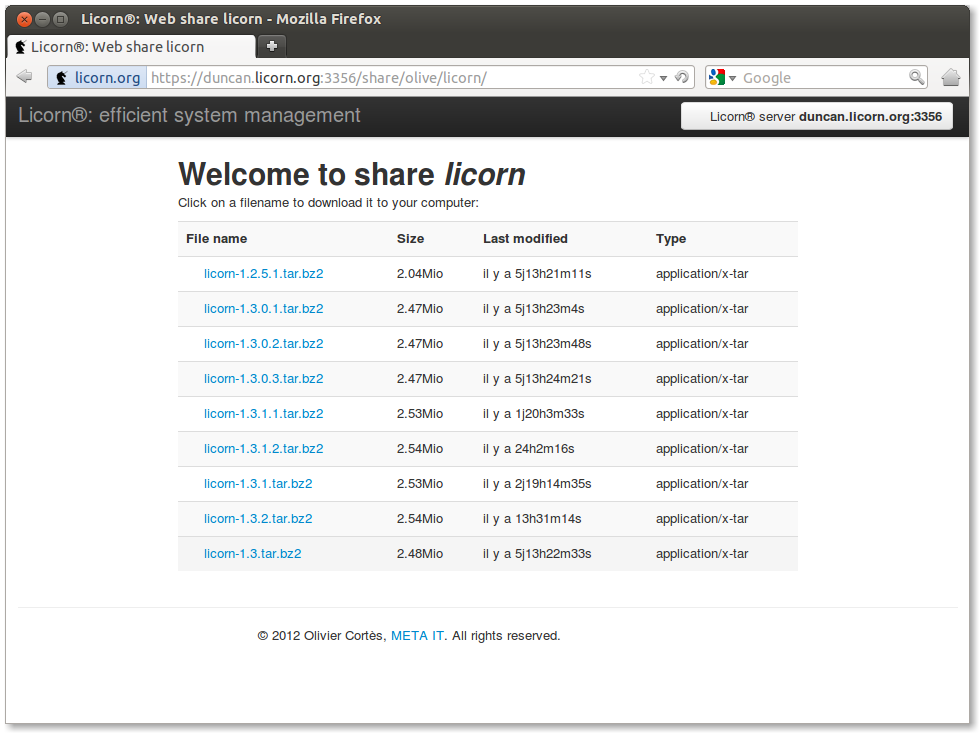 Licorn®: Web share licorn - Mozilla Firefox
Licorn®: Web share licorn
licorn.org https://duncan.licorn.org:3356/share/olive/licorn/ Google
Licorn®: efficient system management Licorn® server duncan.licorn.org:3356
Welcome to share licorn
Click on a filename to download it to your computer:
File name Size Last modified Type
licorn-1.2.5.1.tar.bz2 2.04Mio il y a 5j13h21m11s application/x-tar
licorn-1.3.0.1.tar.bz2 2.47Mio il y a 5j13h23m4s application/x-tar
licorn-1.3.0.2.tar.bz2 2.47Mio il y a 5j13h23m48s application/x-tar
licorn-1.3.0.3.tar.bz2 2.47Mio il y a 5j13h24m21s application/x-tar
licorn-1.3.1.1.tar.bz2 2.53Mio il y a 1j20h3m33s application/x-tar
licorn-1.3.1.2.tar.bz2 2.54Mio il y a 24h2m16s application/x-tar
licorn-1.3.1.tar.bz2 2.53Mio il y a 2j19h14m35s application/x-tar
licorn-1.3.2.tar.bz2 2.54Mio il y a 13h31m14s application/x-tar
licorn-1.3.tar.bz2 2.48Mio il y a 5j13h22m33s application/x-tar
© 2012 Olivier Cortès, META IT. All rights reserved.